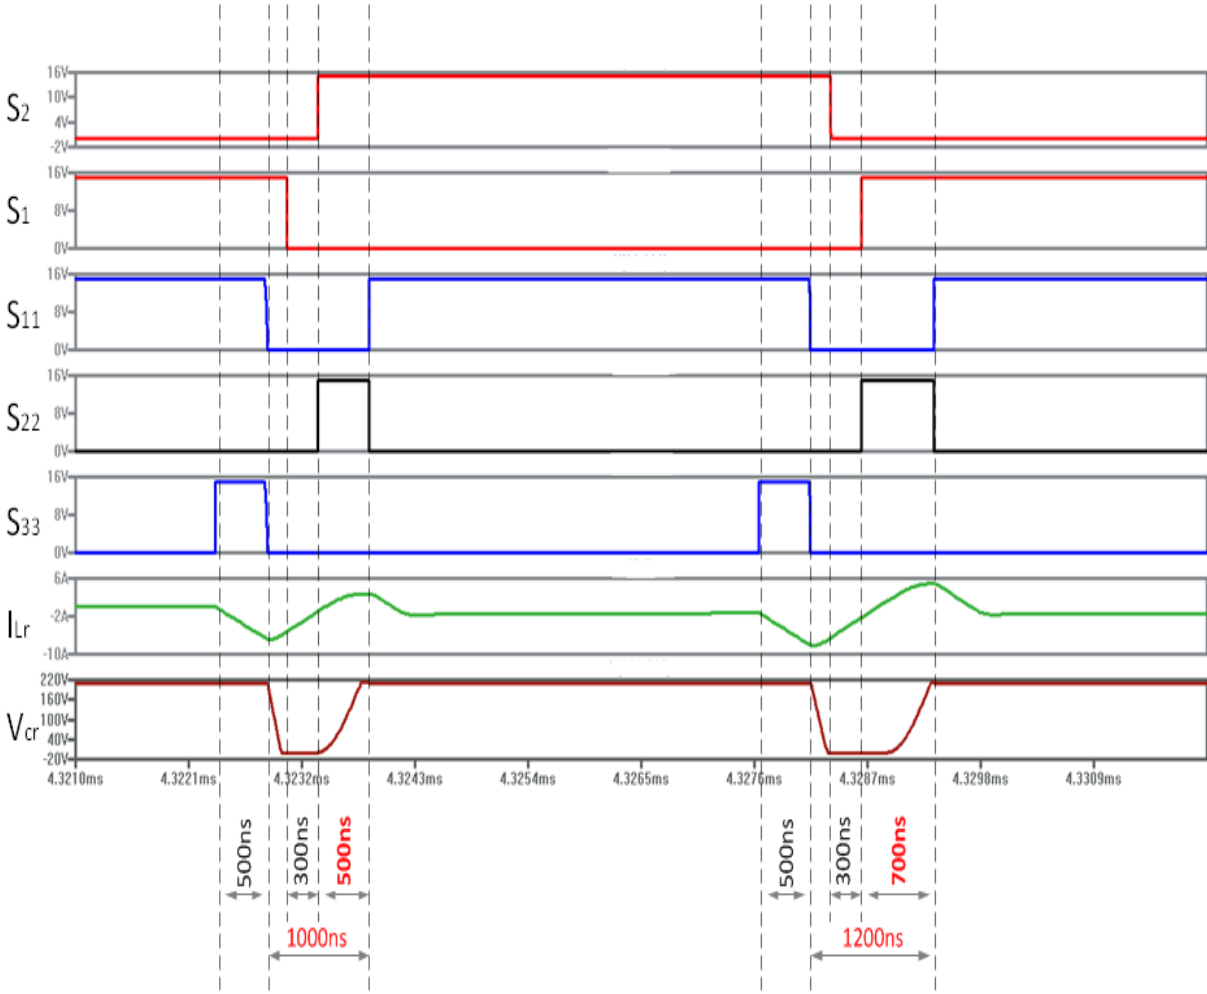 S2
16V
10V
4V
-2V
S1
16V
8V
0V
S11
16V
8V
0V
S22
16V
8V
0V
S33
16V
8V
0V
ILr
6A
-2A
-10A
Vcr
220V
160V
100V
40V
-20V
4.3210ms 4.3221ms 4.3232ms 4.3243ms 4.3254ms 4.3265ms 4.3276ms 4.3287ms 4.3298ms 4.3309ms
500ns 300ns 500ns 500ns 300ns 700ns
1000ns 1200ns